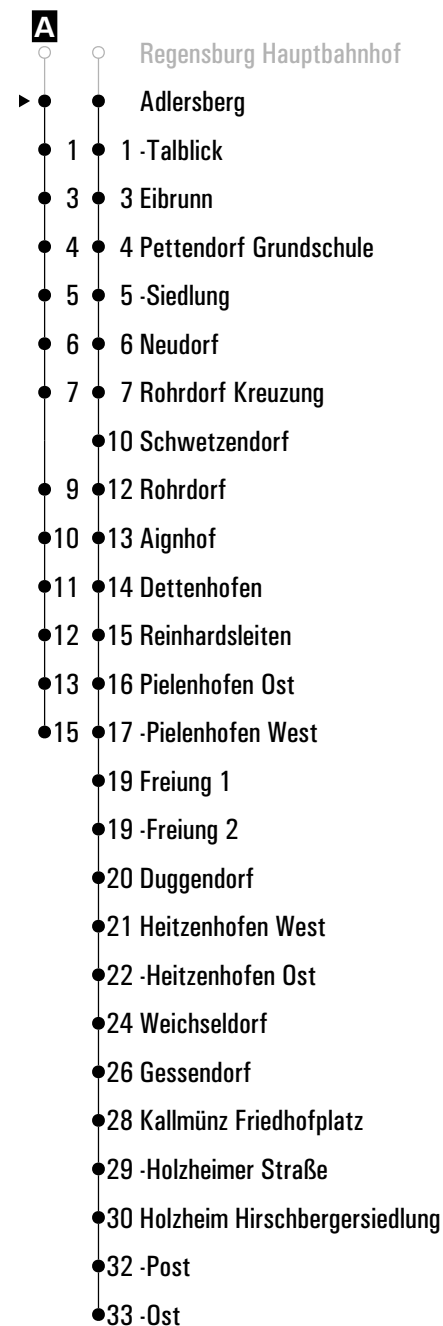 A
Regensburg Hauptbahnhof
Adlersberg
1 1 -Talblick
3 3 Eibrunn
4 4 Pettendorf Grundschule
5 5 -Siedlung
6 6 Neudorf
7 7 Rohrdorf Kreuzung
10 Schwetzendorf
9 12 Rohrdorf
10 13 Aignhof
11 14 Dettenhofen
12 15 Reinhardsleiten
13 16 Pielenhofen Ost
15 17 -Pielenhofen West
19 Freiung 1
19 -Freiung 2
20 Duggendorf
21 Heitzenhofen West
22 -Heitzenhofen Ost
24 Weichseldorf
26 Gessendorf
28 Kallmünz Friedhofplatz
29 -Holzheimer Straße
30 Holzheim Hirschbergersiedlung
32 -Post
33 -Ost